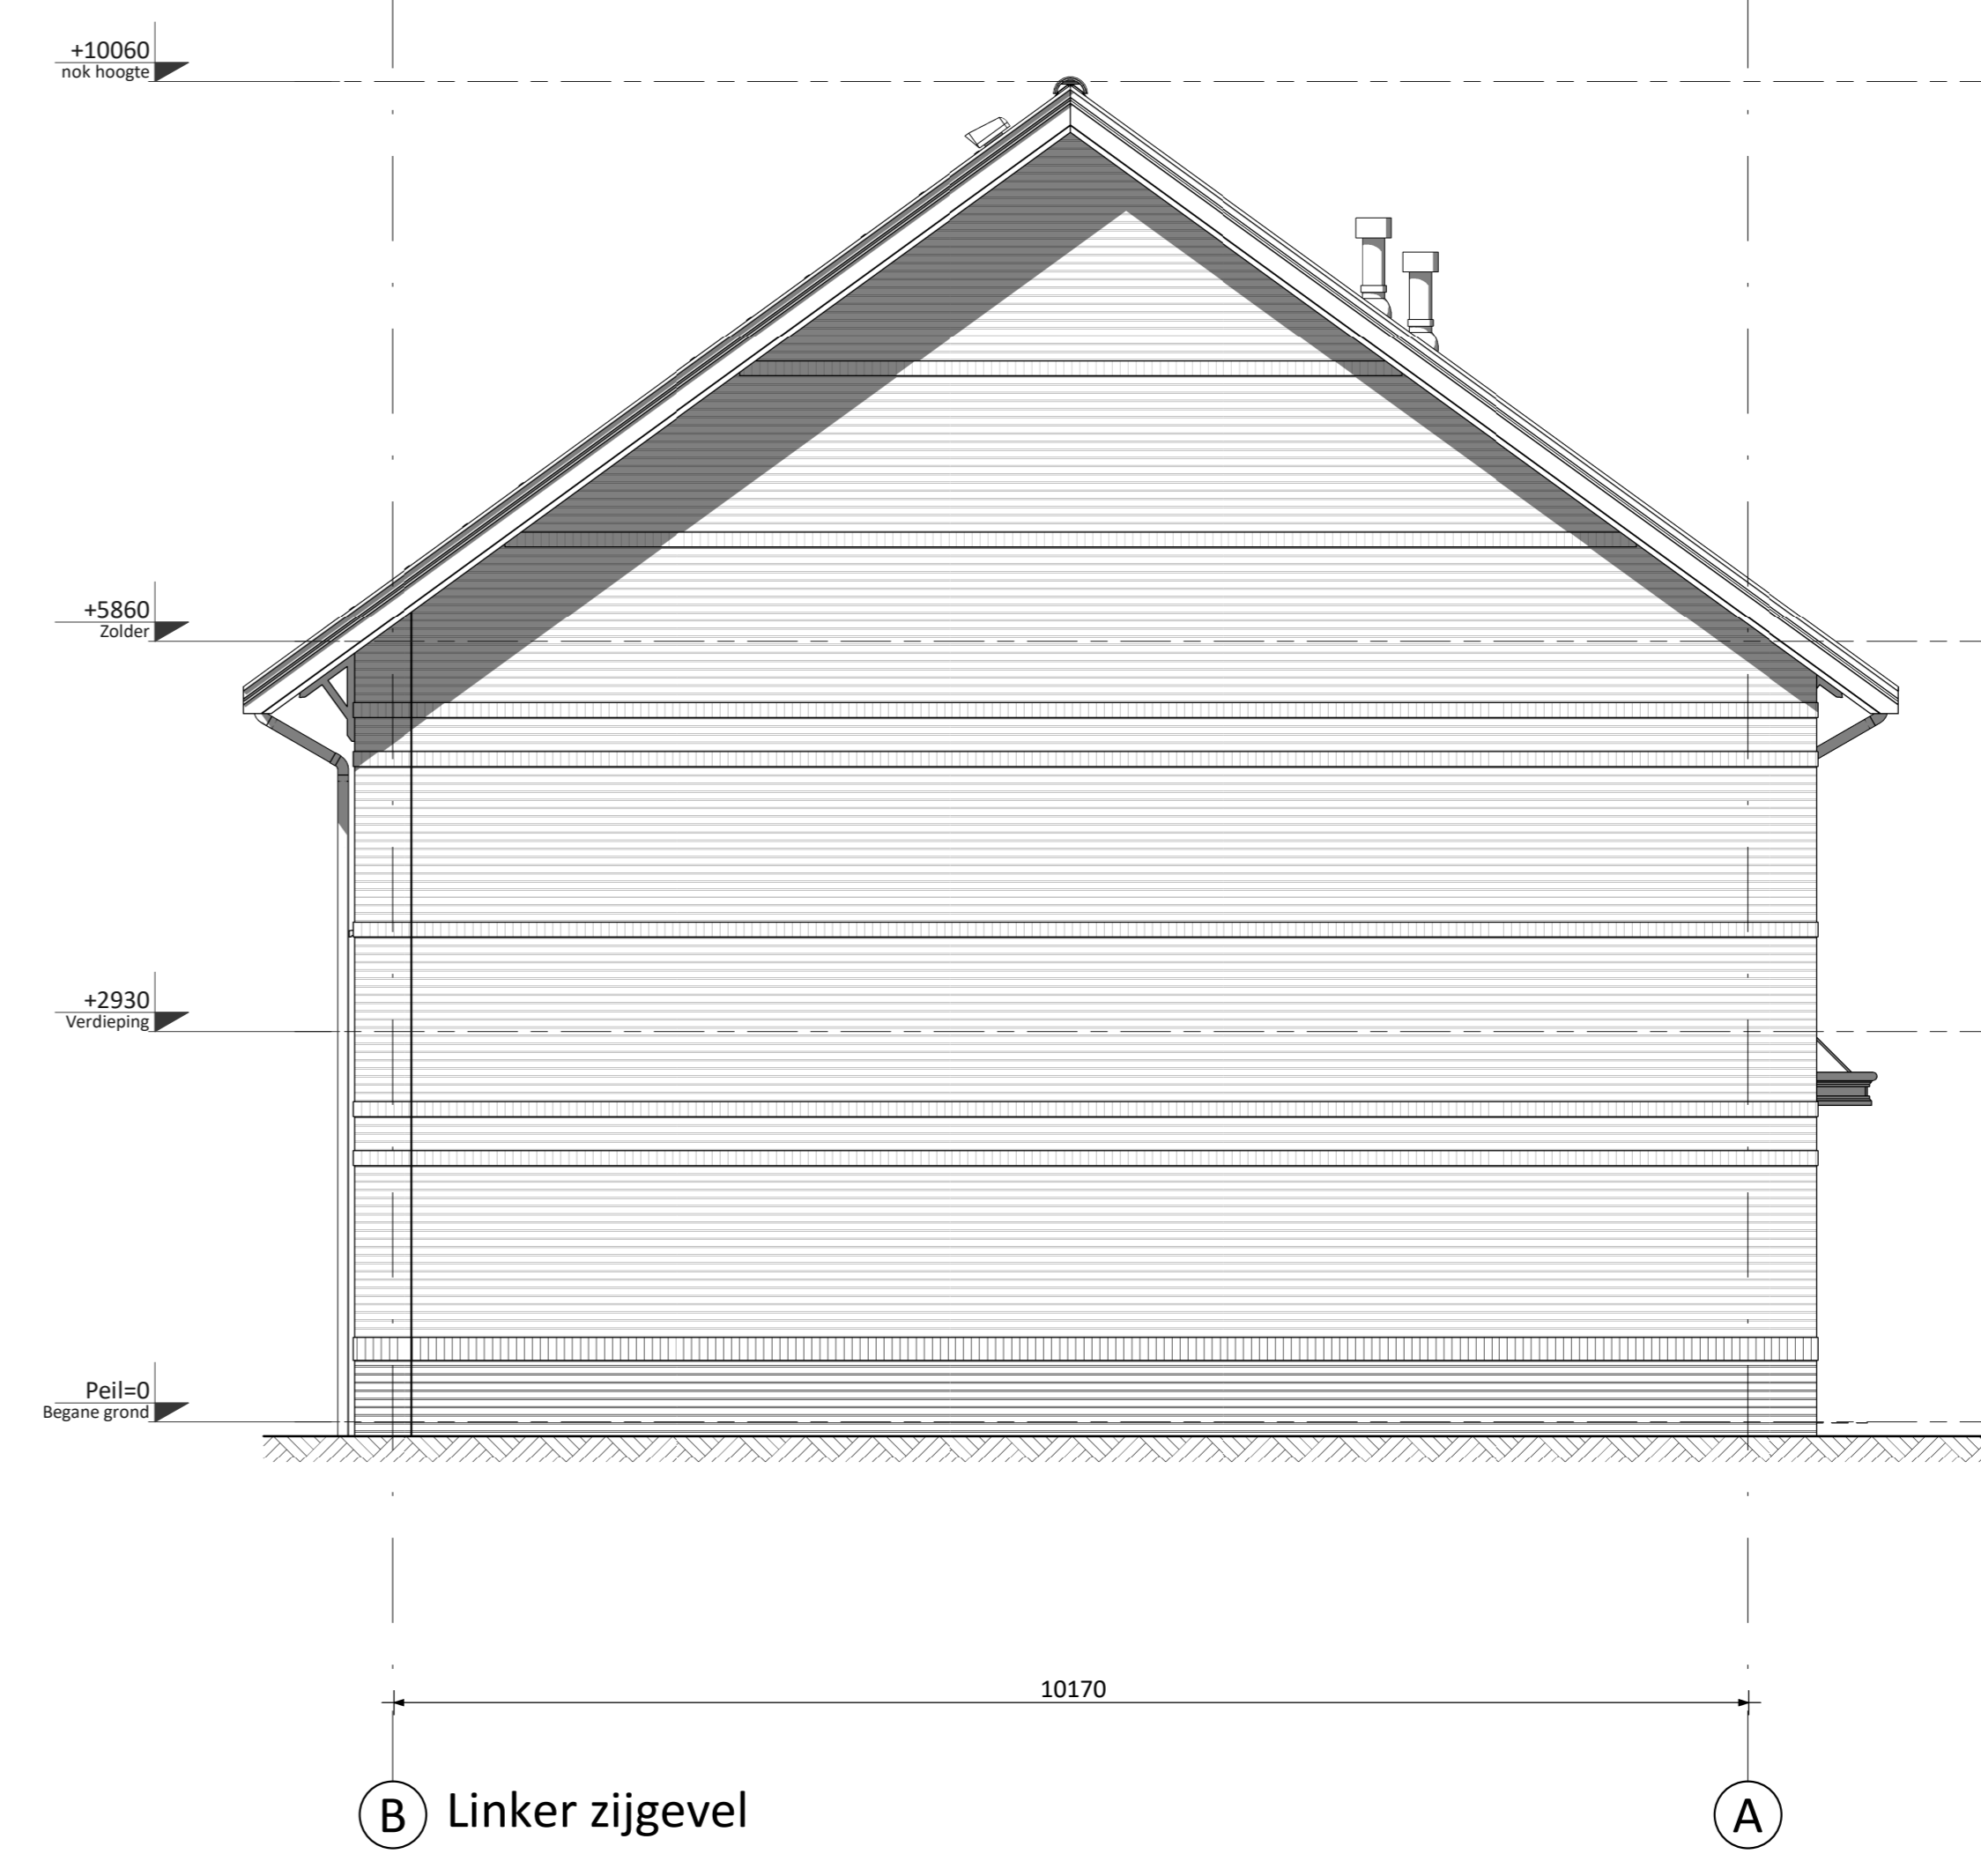 +10060
nok hoogte
+5860
Zolder
+2930
Verdieping
Peil=0
Begane grond
10170
B Linker zijgevel A